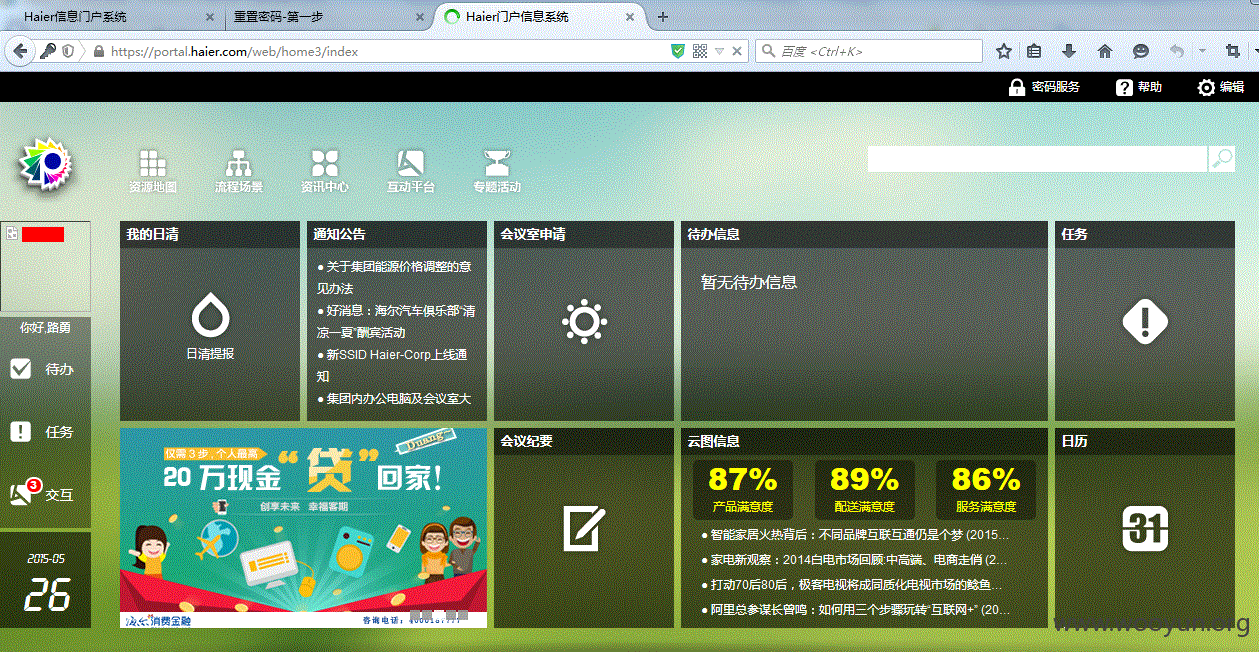 Haier信息门户系统
重置密码-第一步
Haier门户信息系统
https://portal.haier.com/web/home3/index
百度 <Ctrl+K>
密码服务
帮助
编辑
资源地图
流程场景
资讯中心
互动平台
专题活动
我的日清
通知公告
会议室申请
待办信息
任务
你好,路勇
待办
任务
3
交互
2015-05
26
日清提报
● 关于集团能源价格调整的意
见办法
● 好消息：海尔汽车俱乐部“清
凉一夏”酬宾活动
● 新SSID Haier-Corp上线通
知
● 集团内办公电脑及会议室大
暂无待办信息
Duang~
仅需 3 步，个人最高
20 万现金“贷”回家！
创享未来 幸福客期
消费金融
咨询电话：
会议纪要
云图信息
87%
产品满意度
89%
配送满意度
86%
服务满意度
● 智能家居火热背后：不同品牌互联互通仍是个梦 (2015...
● 家电新观察：2014白电市场回顾:中高端、电商走俏 (2...
● 打动70后80后，极客电视将成同质化电视市场的鲶鱼...
● 阿里总参谋长曾鸣：如何用三个步骤玩转“互联网+” (20...
日历
31
www.wooyun.org